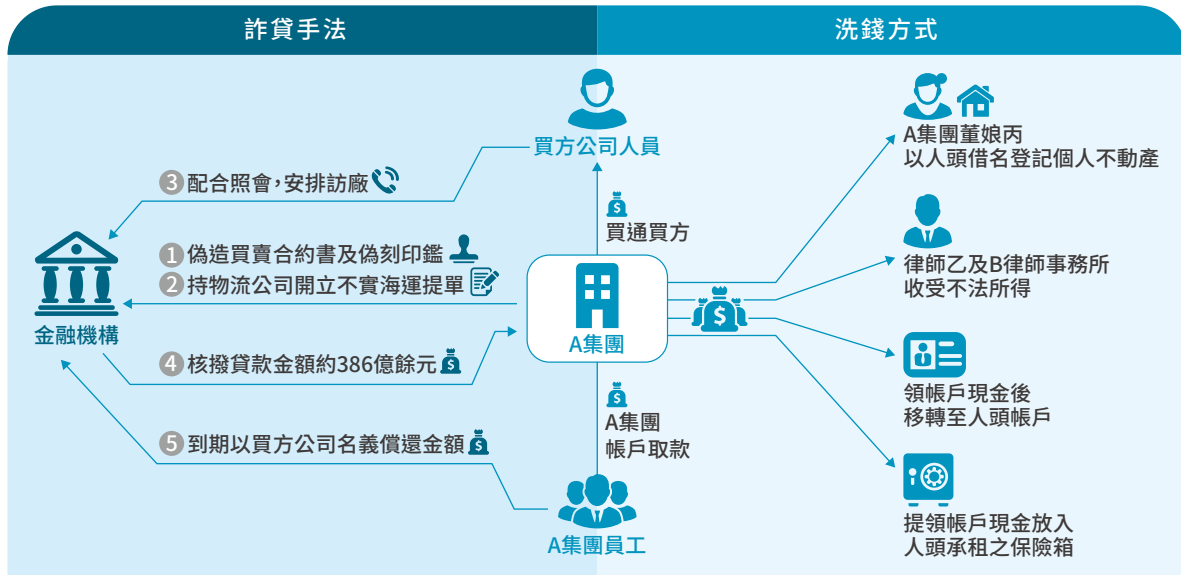 詐貸手法
洗錢方式
買方公司人員
3 配合照會，安排訪廠
買通買方
1 偽造買賣合約書及偽刻印鑑
2 持物流公司開立不實海運提單
金融機構
A集團
4 核撥貸款金額約386億餘元
5 到期以買方公司名義償還金額
A集團
帳戶取款
A集團員工
A集團董娘丙
以人頭借名登記個人不動產
律師乙及B律師事務所
收受不法所得
領帳戶現金後
移轉至人頭帳戶
提領帳戶現金放入
人頭承租之保險箱